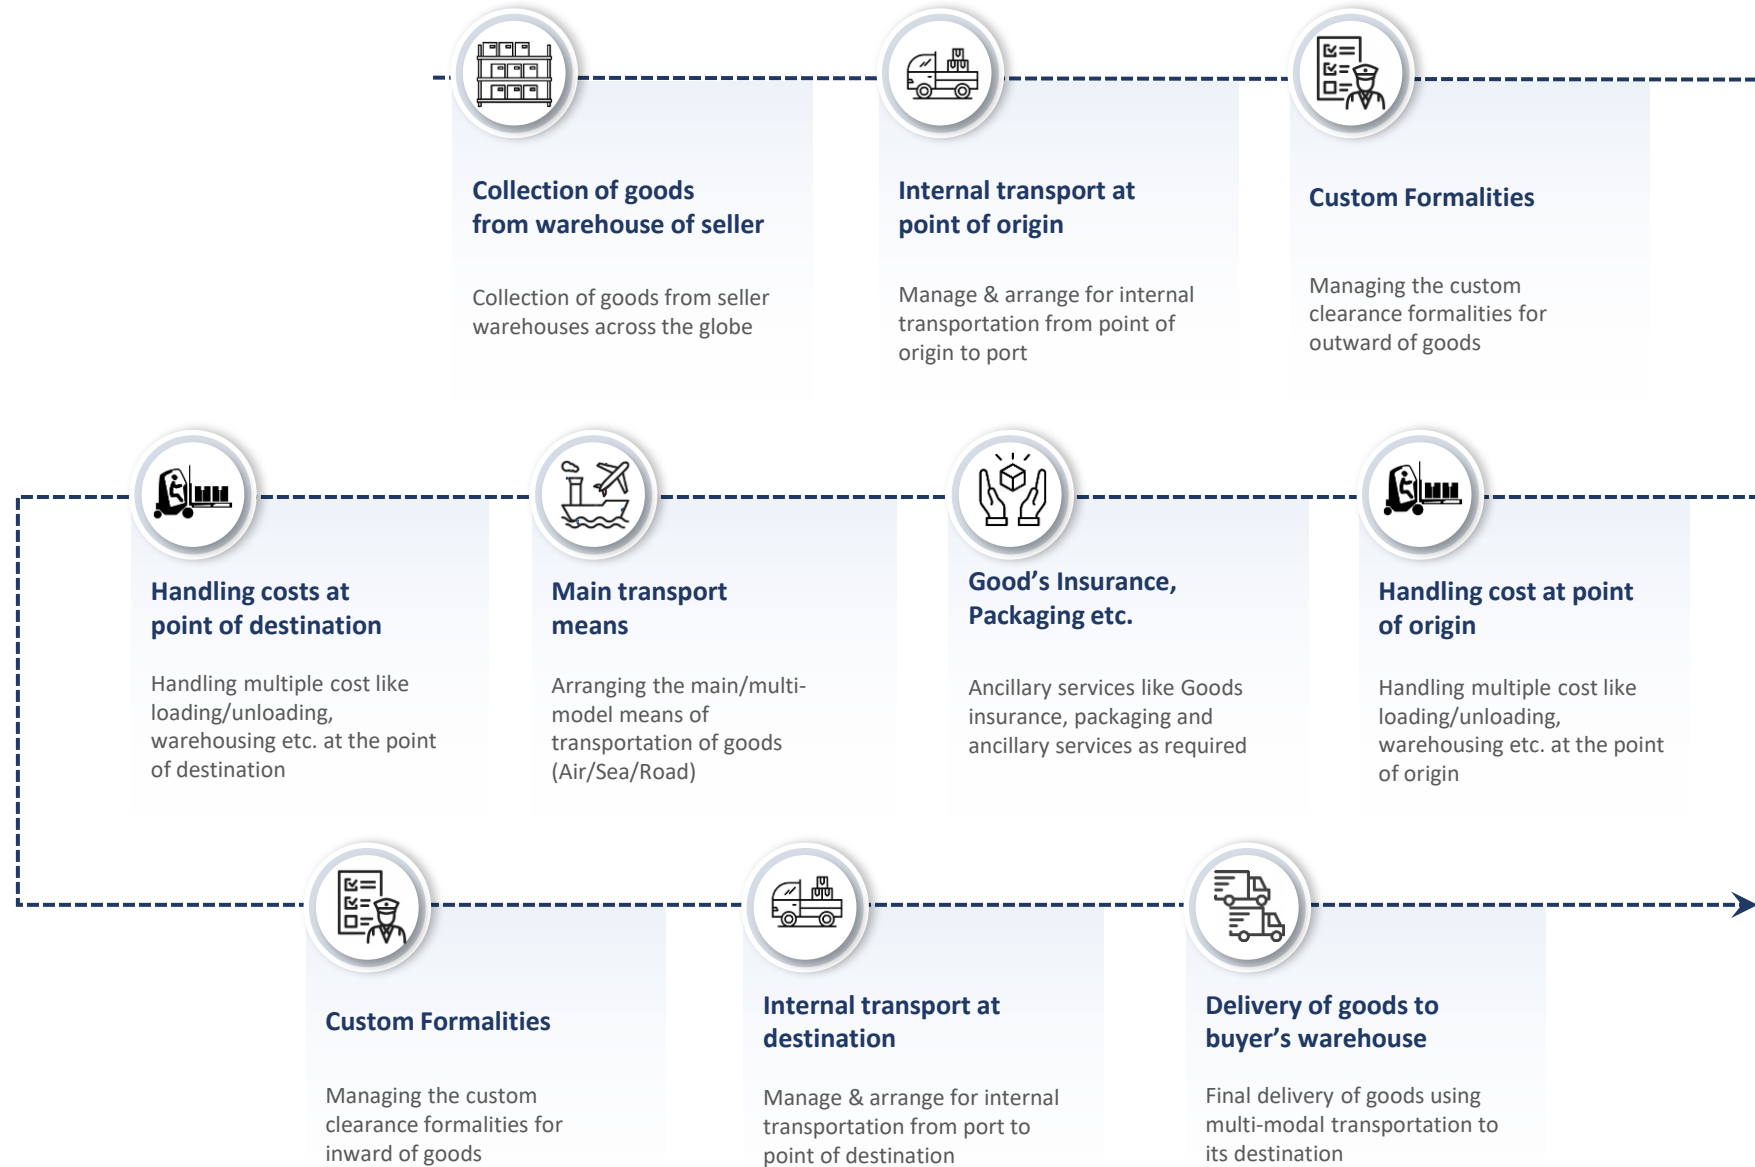 Collection of goods
from warehouse of seller
Collection of goods from seller
warehouses across the globe
Internal transport at
point of origin
Manage & arrange for internal
transportation from point of
origin to port
Custom Formalities
Managing the custom
clearance formalities for
outward of goods
Handling costs at
point of destination
Handling multiple cost like
loading/unloading,
warehousing etc. at the point
of destination
Main transport
means
Arranging the main/multi-
model means of
transportation of goods
(Air/Sea/Road)
Good’s Insurance,
Packaging etc.
Ancillary services like Goods
insurance, packaging and
ancillary services as required
Handling cost at point
of origin
Handling multiple cost like
loading/unloading,
warehousing etc. at the point
of origin
Custom Formalities
Managing the custom
clearance formalities for
inward of goods
Internal transport at
destination
Manage & arrange for internal
transportation from port to
point of destination
Delivery of goods to
buyer’s warehouse
Final delivery of goods using
multi-modal transportation to
its destination